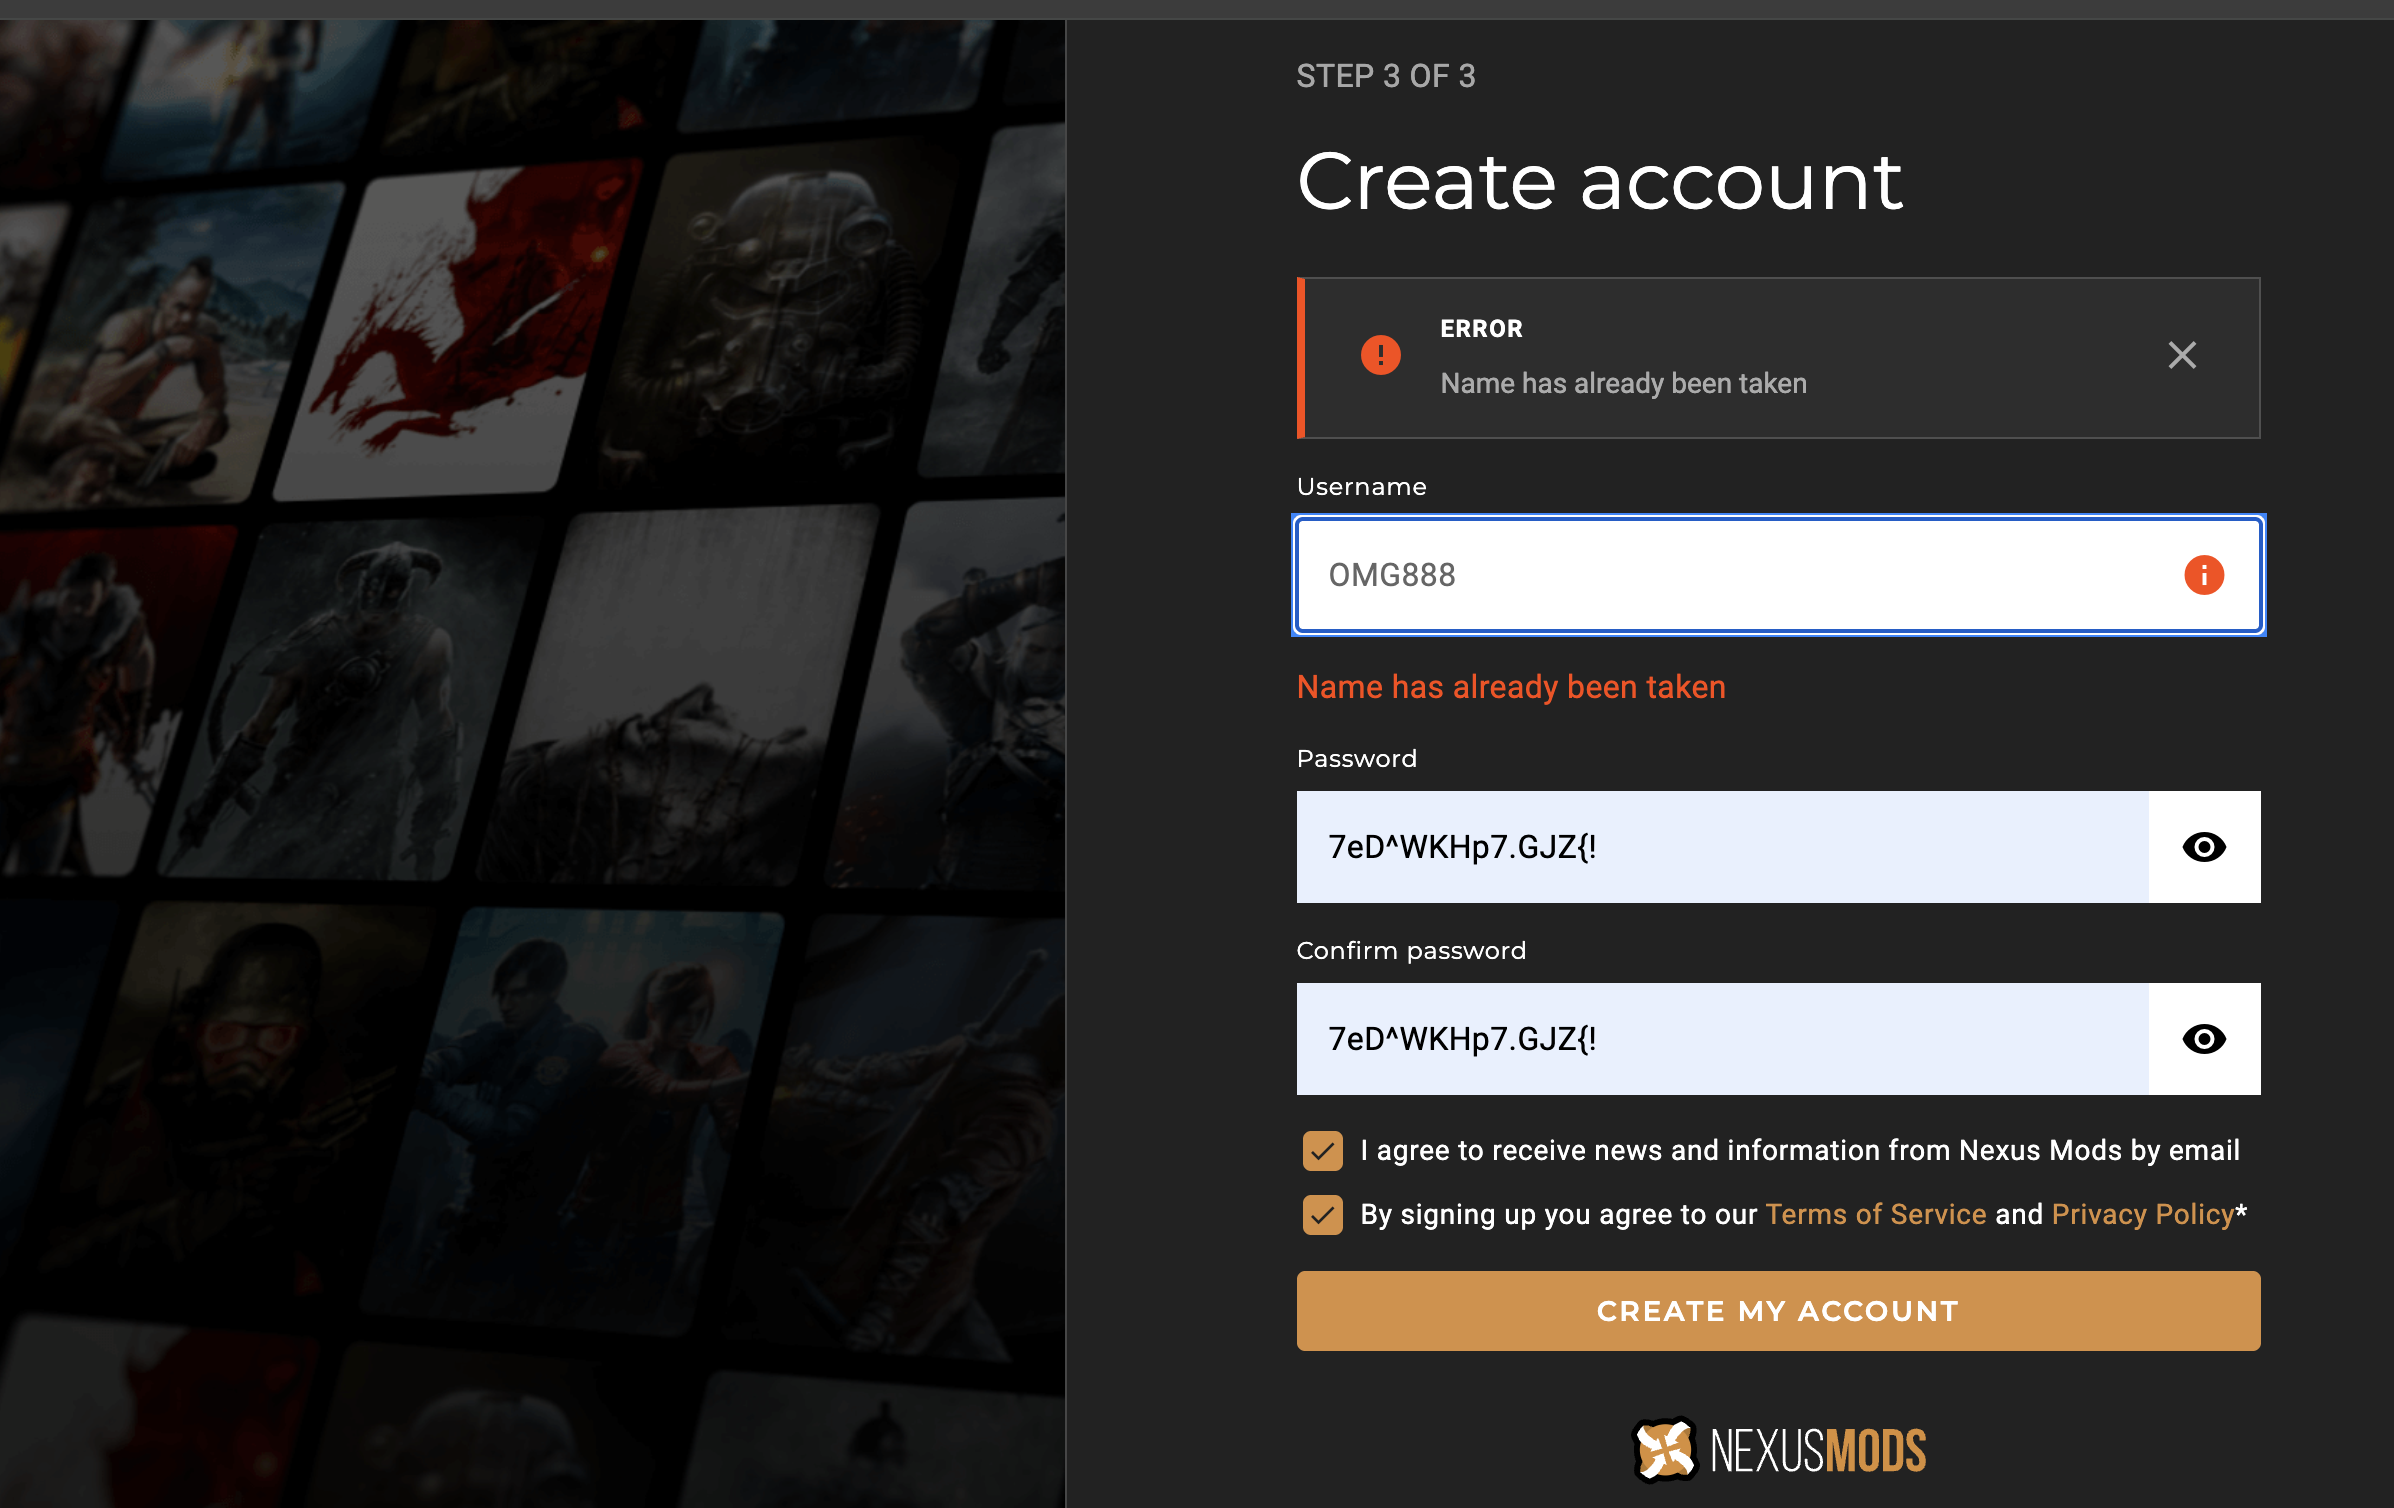 STEP 3 OF 3
Create account
ERROR
Name has already been taken
Username
OMG888
Name has already been taken
Password
7eD^WKHp7.GJZ{!
Confirm password
7eD^WKHp7.GJZ{!
I agree to receive news and information from Nexus Mods by email
By signing up you agree to our Terms of Service and Privacy Policy*
CREATE MY ACCOUNT
NEXUSMODS